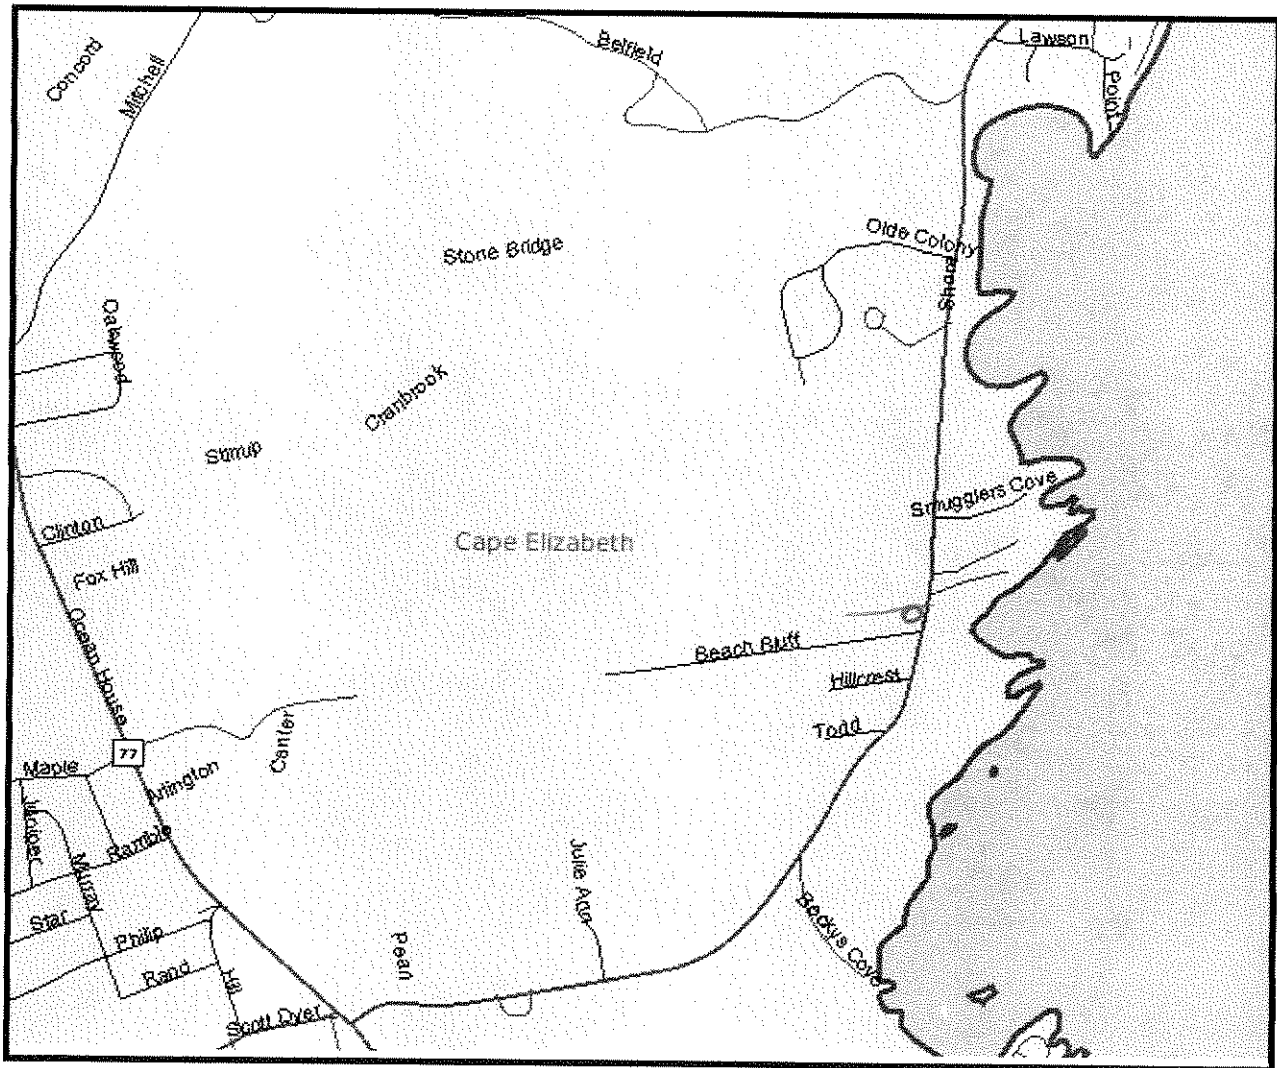 Concord
Mitchell
Belfield
Lawson
Point
Olde Colony
Stone Bridge
Shore
Oakwood
Cranbrook
Stirrup
Smugglers Cove
Clinton
Cape Elizabeth
Fox Hill
Ocean House
Beach Bluff
Hillcrest
Canter
Todd
77
Maple
Arlington
Juniper
Ramble
Julie Ann
Murray
Star
Philip
Pearl
Beckys Cove
Rand
Hill
Scott Dyer